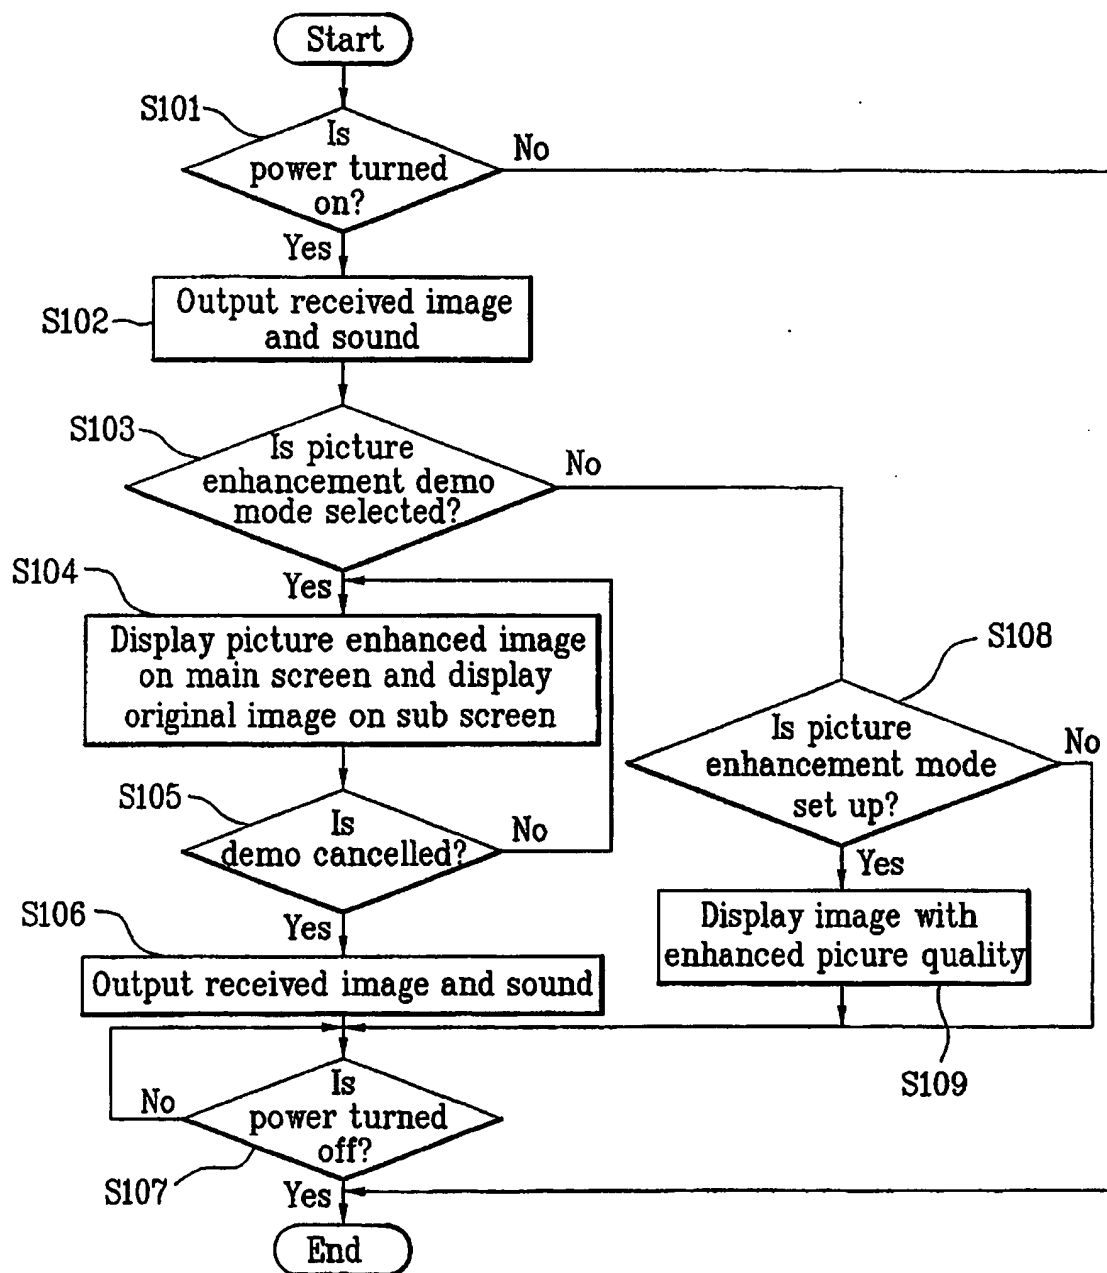 Start
S101
Is
power turned
on?
No
Yes
S102
Output received image
and sound
S103
Is picture
enhancement demo
mode selected?
No
Yes
S104
Display picture enhanced image
on main screen and display
original image on sub screen
S105
Is
demo cancelled?
No
Yes
S106
Output received image and sound
S108
Is picture
enhancement mode
set up?
No
Yes
Display image with
enhanced picure quality
S109
Is
power turned
off?
No
S107
Yes
End